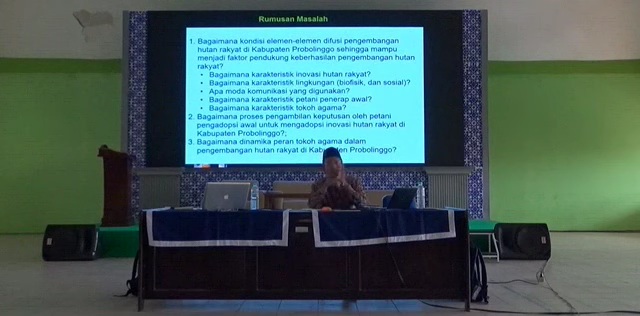 Rumusan Masalah
1. Bagaimana kondisi elemen-elemen difusi pengembangan
hutan rakyat di Kabupaten Probolinggo sehingga mampu
menjadi faktor pendukung keberhasilan pengembangan hutan
rakyat?
• Bagaimana karakteristik inovasi hutan rakyat?
• Bagaimana karakteristik lingkungan (biofisik, dan sosial)?
• Apa moda komunikasi yang digunakan?
• Bagaimana karakteristik petani penerap awal?
• Bagaimana karakteristik tokoh agama?
2. Bagaimana proses pengambilan keputusan oleh petani
pengadopsi awal untuk mengadopsi inovasi hutan rakyat di
Kabupaten Probolinggo?;
3. Bagaimana dinamika peran tokoh agama dalam
pengembangan hutan rakyat di Kabupaten Probolinggo?